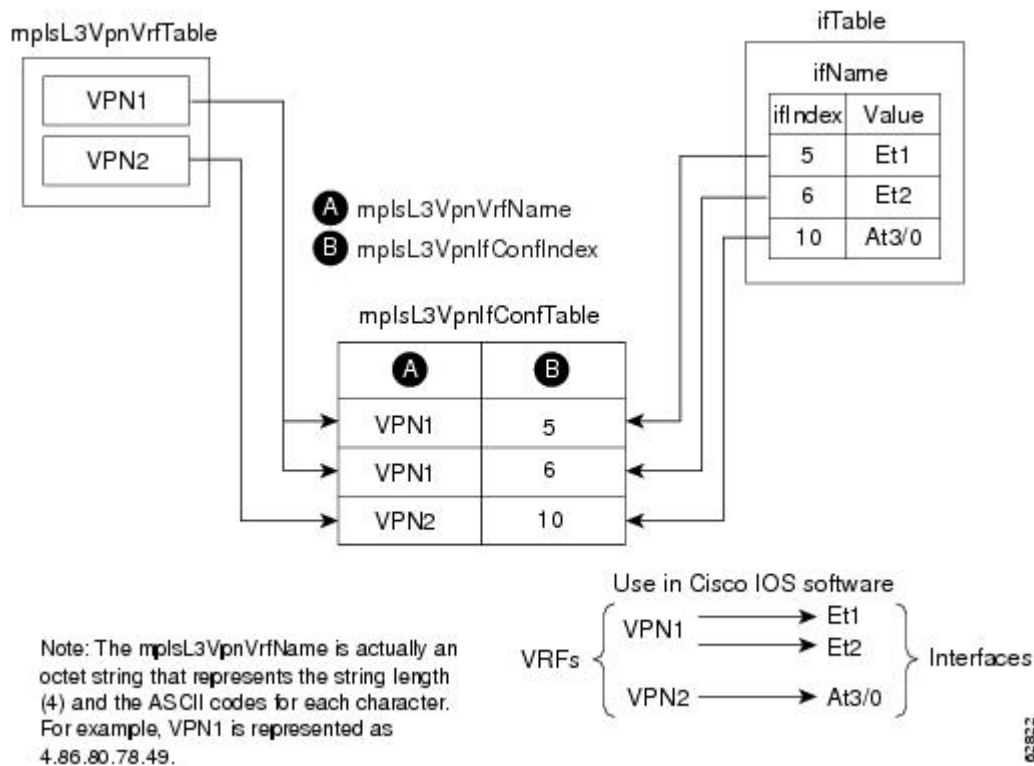 mplsL3VpnVrfTable
VPN1
VPN2
ifTable
ifName
ifIndex Value
5 Et1
6 Et2
10 At3/0
A mplsL3VpnVrfName
B mplsL3VpnIfConfIndex
mplsL3VpnIfConfTable
A B
VPN1 5
VPN1 6
VPN2 10
Use in Cisco IOS software
VRFs
VPN1 Et1
Et2
VPN2 At3/0
Interfaces
Note: The mplsL3VpnVrfName is actually an
octet string that represents the string length
(4) and the ASCII codes for each character.
For example, VPN1 is represented as
4.86.80.78.49.
62822